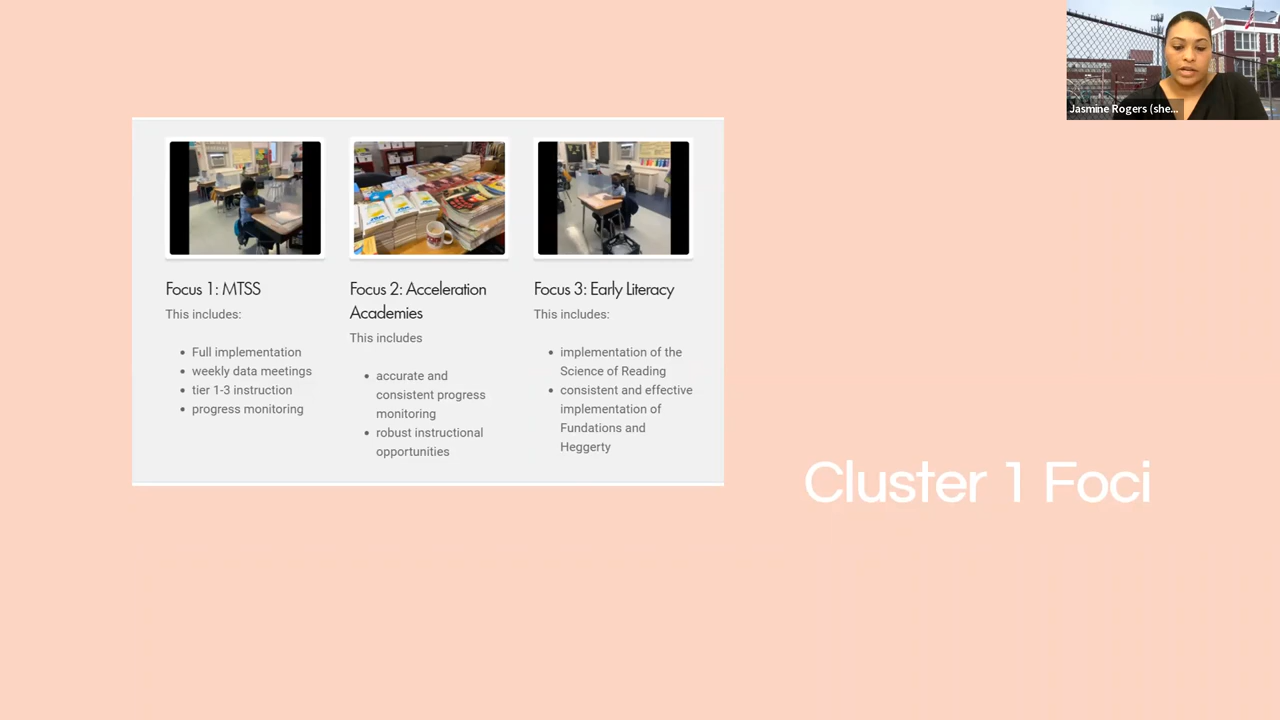 Jasmine Rogers (she...
Focus 1: MTSS
This includes:
Full implementation
weekly data meetings
tier 1-3 instruction
progress monitoring
Focus 2: Acceleration
Academies
This includes
accurate and
consistent progress
monitoring
robust instructional
opportunities
Focus 3: Early Literacy
This includes:
implementation of the
Science of Reading
consistent and effective
implementation of
Fundations and
Heggerty
Cluster 1 Foci